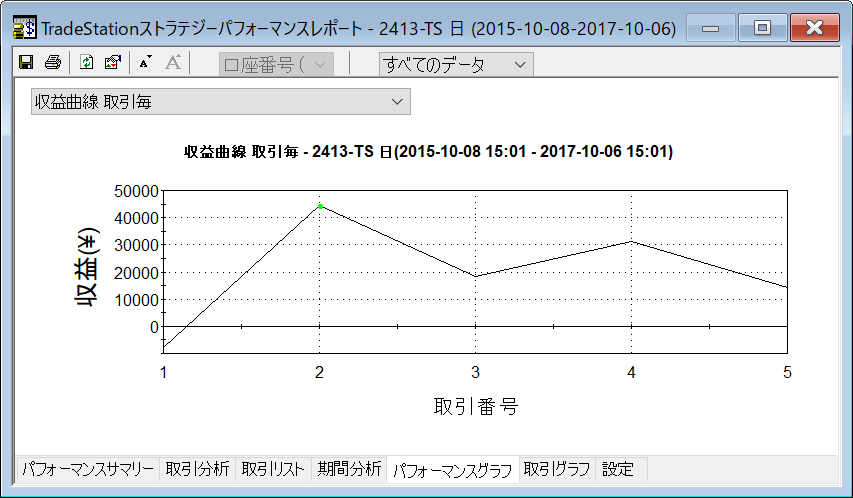 TradeStationストラテジーパフォーマンスレポート - 2413-TS 日 (2015-10-08-2017-10-06)
口座番号 (
すべてのデータ
収益曲線 取引毎
収益曲線 取引毎 - 2413-TS 日(2015-10-08 15:01 - 2017-10-06 15:01)
収益(¥)
50000
40000
30000
20000
10000
0
1 2 3 4 5
取引番号
パフォーマンスサマリー 取引分析 取引リスト 期間分析 パフォーマンスグラフ 取引グラフ 設定